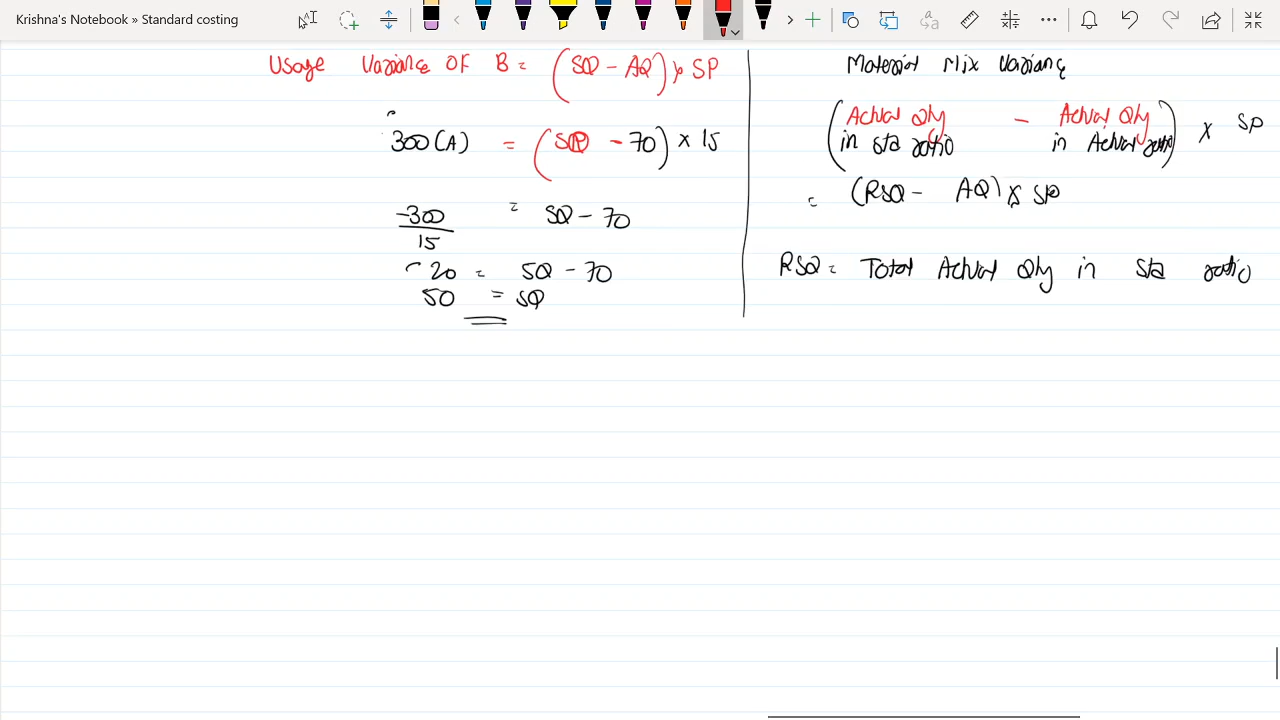 Krishna's Notebook » Standard costing
Usage Variance OF B = (SQ - AQ) x SP
300 (A) = (SQ - 70) x 15
-300 = SQ - 70
15
-20 = SQ - 70
50 = SQ
Material Mix Variance
(Actual Qty - Actual Qty) x SP
in std ratio in Actual ratio
= (RSQ - AQ) x SP
RSQ = Total Actual Qty in std ratio